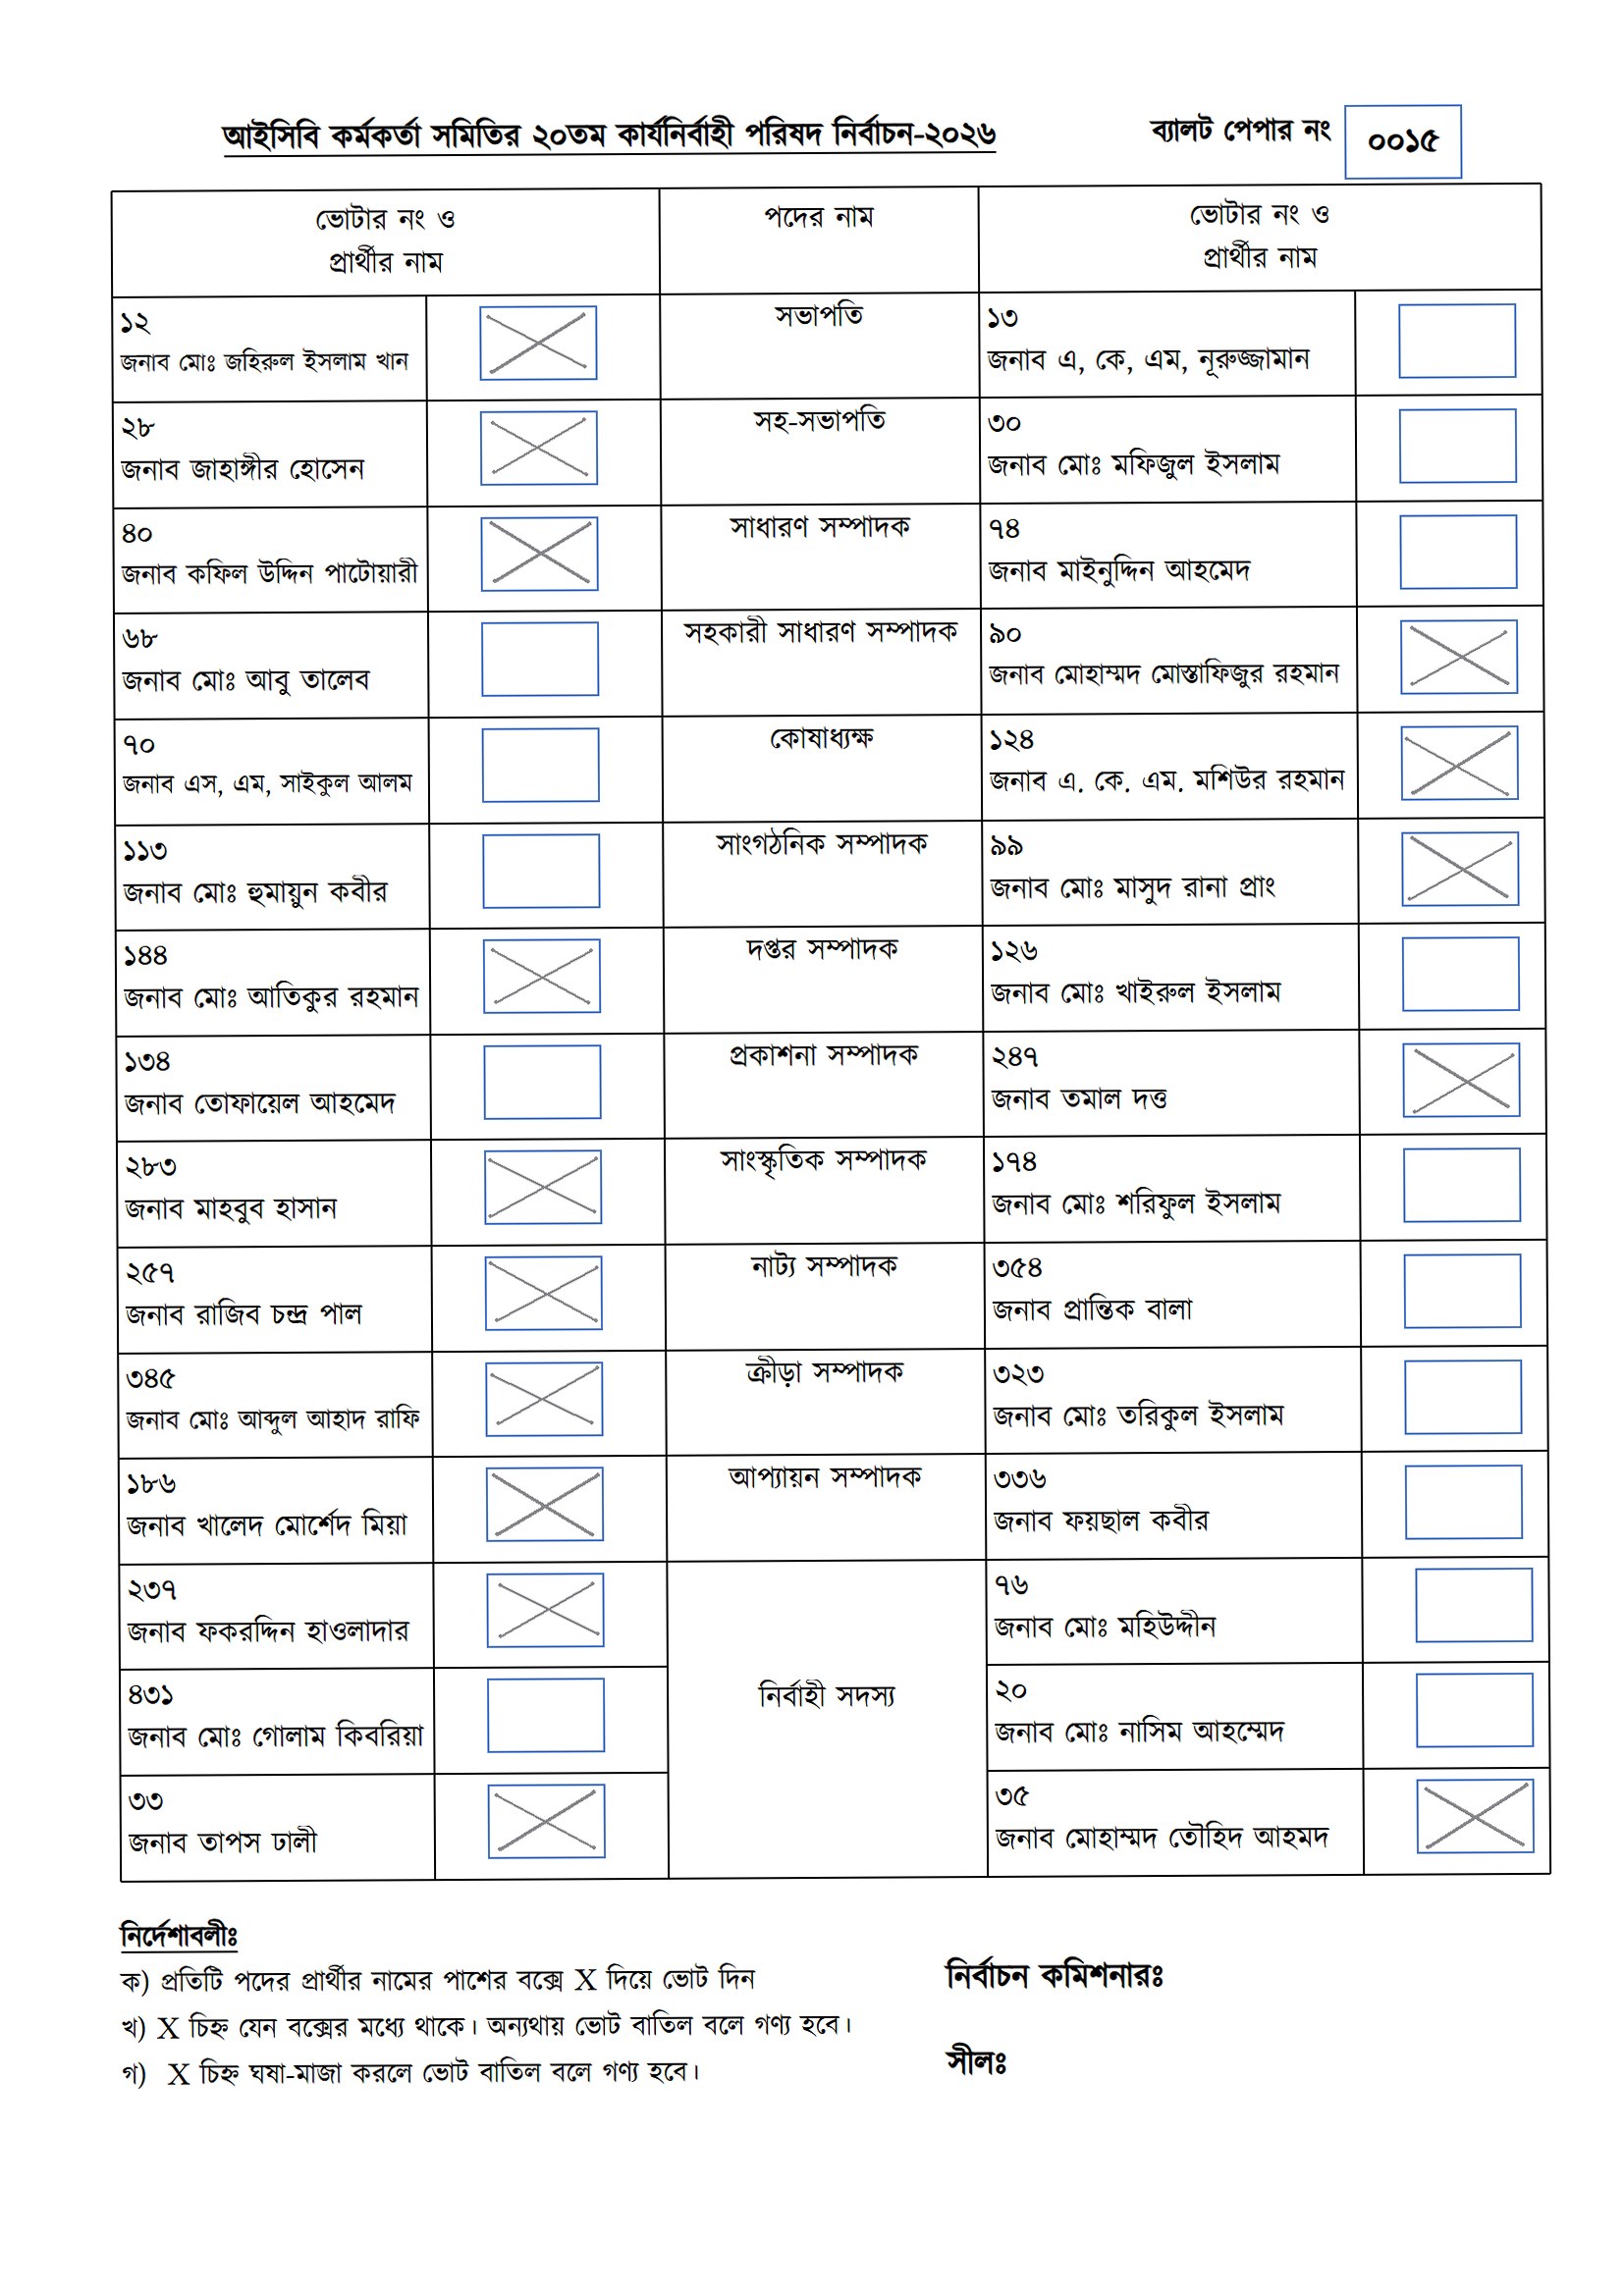 আইসিবি কর্মকর্তা সমিতির ২০তম কার্যনির্বাহী পরিষদ নির্বাচন-২০২৬ ব্যালট পেপার নং ০০১৫
ভোটার নং ও
প্রার্থীর নাম
পদের নাম
ভোটার নং ও
প্রার্থীর নাম
১২
জনাব মোঃ জহিরুল ইসলাম খান
সভাপতি
১৩
জনাব এ, কে, এম, নূরুজ্জামান
২৮
জনাব জাহাঙ্গীর হোসেন
সহ-সভাপতি
৩০
জনাব মোঃ মফিজুল ইসলাম
৪০
জনাব কফিল উদ্দিন পাটোয়ারী
সাধারণ সম্পাদক
৭৪
জনাব মাইনুদ্দিন আহমেদ
৬৮
জনাব মোঃ আবু তালেব
সহকারী সাধারণ সম্পাদক
৯০
জনাব মোহাম্মদ মোস্তাফিজুর রহমান
৭০
জনাব এস, এম, সাইকুল আলম
কোষাধ্যক্ষ
১২৪
জনাব এ. কে. এম. মশিউর রহমান
১১৩
জনাব মোঃ হুমায়ুন কবীর
সাংগঠনিক সম্পাদক
৯৯
জনাব মোঃ মাসুদ রানা প্রাং
১৪৪
জনাব মোঃ আতিকুর রহমান
দপ্তর সম্পাদক
১২৬
জনাব মোঃ খাইরুল ইসলাম
১৩৪
জনাব তোফায়েল আহমেদ
প্রকাশনা সম্পাদক
২৪৭
জনাব তমাল দত্ত
২৮৩
জনাব মাহবুব হাসান
সাংস্কৃতিক সম্পাদক
১৭৪
জনাব মোঃ শরিফুল ইসলাম
২৫৭
জনাব রাজিব চন্দ্র পাল
নাট্য সম্পাদক
৩৫৪
জনাব প্রান্তিক বালা
৩৪৫
জনাব মোঃ আব্দুল আহাদ রাফি
ক্রীড়া সম্পাদক
৩২৩
জনাব মোঃ তরিকুল ইসলাম
১৮৬
জনাব খালেদ মোর্শেদ মিয়া
আপ্যায়ন সম্পাদক
৩৩৬
জনাব ফয়ছাল কবীর
২৩৭
জনাব ফকরদ্দিন হাওলাদার
৭৬
জনাব মোঃ মহিউদ্দীন
৪৩১
জনাব মোঃ গোলাম কিবরিয়া
নির্বাহী সদস্য
২০
জনাব মোঃ নাসিম আহম্মেদ
৩৩
জনাব তাপস ঢালী
৩৫
জনাব মোহাম্মদ তৌহিদ আহমদ
নির্দেশাবলীঃ
ক) প্রতিটি পদের প্রার্থীর নামের পাশের বক্সে X দিয়ে ভোট দিন
খ) X চিহ্ন যেন বক্সের মধ্যে থাকে। অন্যথায় ভোট বাতিল বলে গণ্য হবে।
গ) X চিহ্ন ঘষা-মাজা করলে ভোট বাতিল বলে গণ্য হবে।
নির্বাচন কমিশনারঃ
সীলঃ